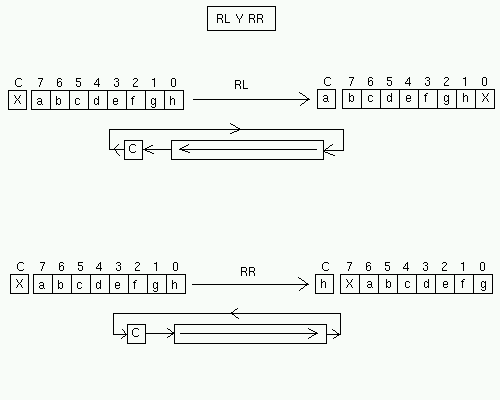 RL Y RR
C 7 6 5 4 3 2 1 0 RL C 7 6 5 4 3 2 1 0
X a b c d e f g h a b c d e f g h X
C
C 7 6 5 4 3 2 1 0 RR C 7 6 5 4 3 2 1 0
X a b c d e f g h h X a b c d e f g
C